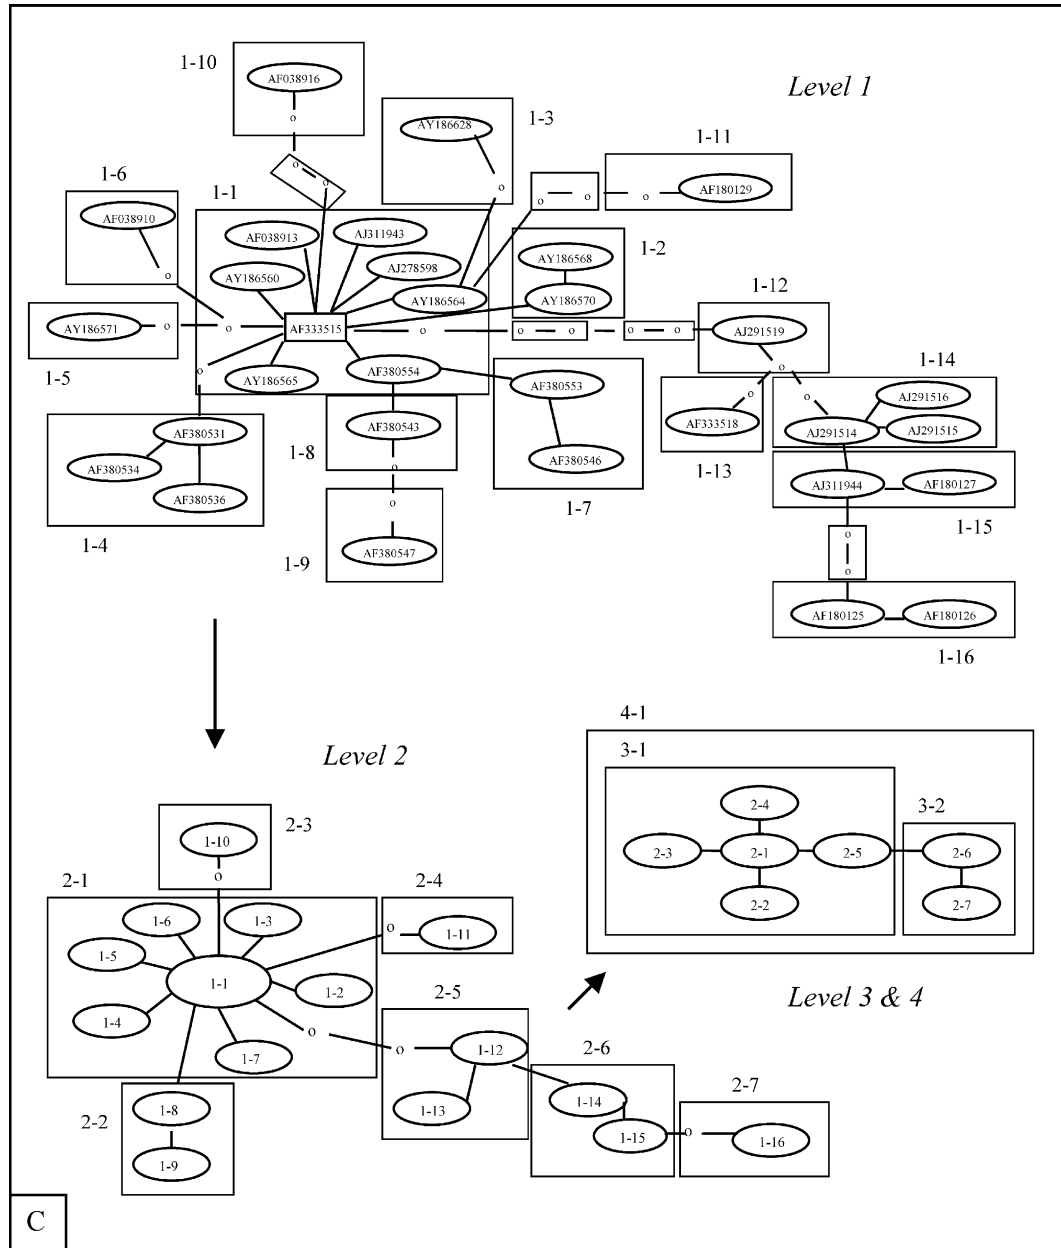 1-10
AF038916
Level 1
AY186628
1-3
1-11
AF180129
1-6
1-1
AF038910
AF038913
AJ311943
1-2
AY186568
AY186560
AJ278598
AY186564
AY186570
1-12
AY186571
AF333515
AJ291519
1-5
AY186565
AF380554
AF380553
1-14
AJ291516
AF380531
1-8
AF380543
AF333518
AJ291514
AJ291515
AF380534
AF380546
1-13
AF380536
AJ311944
AF180127
1-4
1-7
1-15
1-9
AF380547
AF180125
AF180126
1-16
4-1
Level 2
3-1
2-4
3-2
1-10
2-3
2-3
2-1
2-5
2-6
2-1
2-4
2-2
2-7
1-6
1-3
1-11
1-5
1-1
1-2
2-5
Level 3 & 4
1-4
1-7
1-12
2-6
2-2
1-8
1-13
1-14
2-7
1-15
1-16
1-9
C